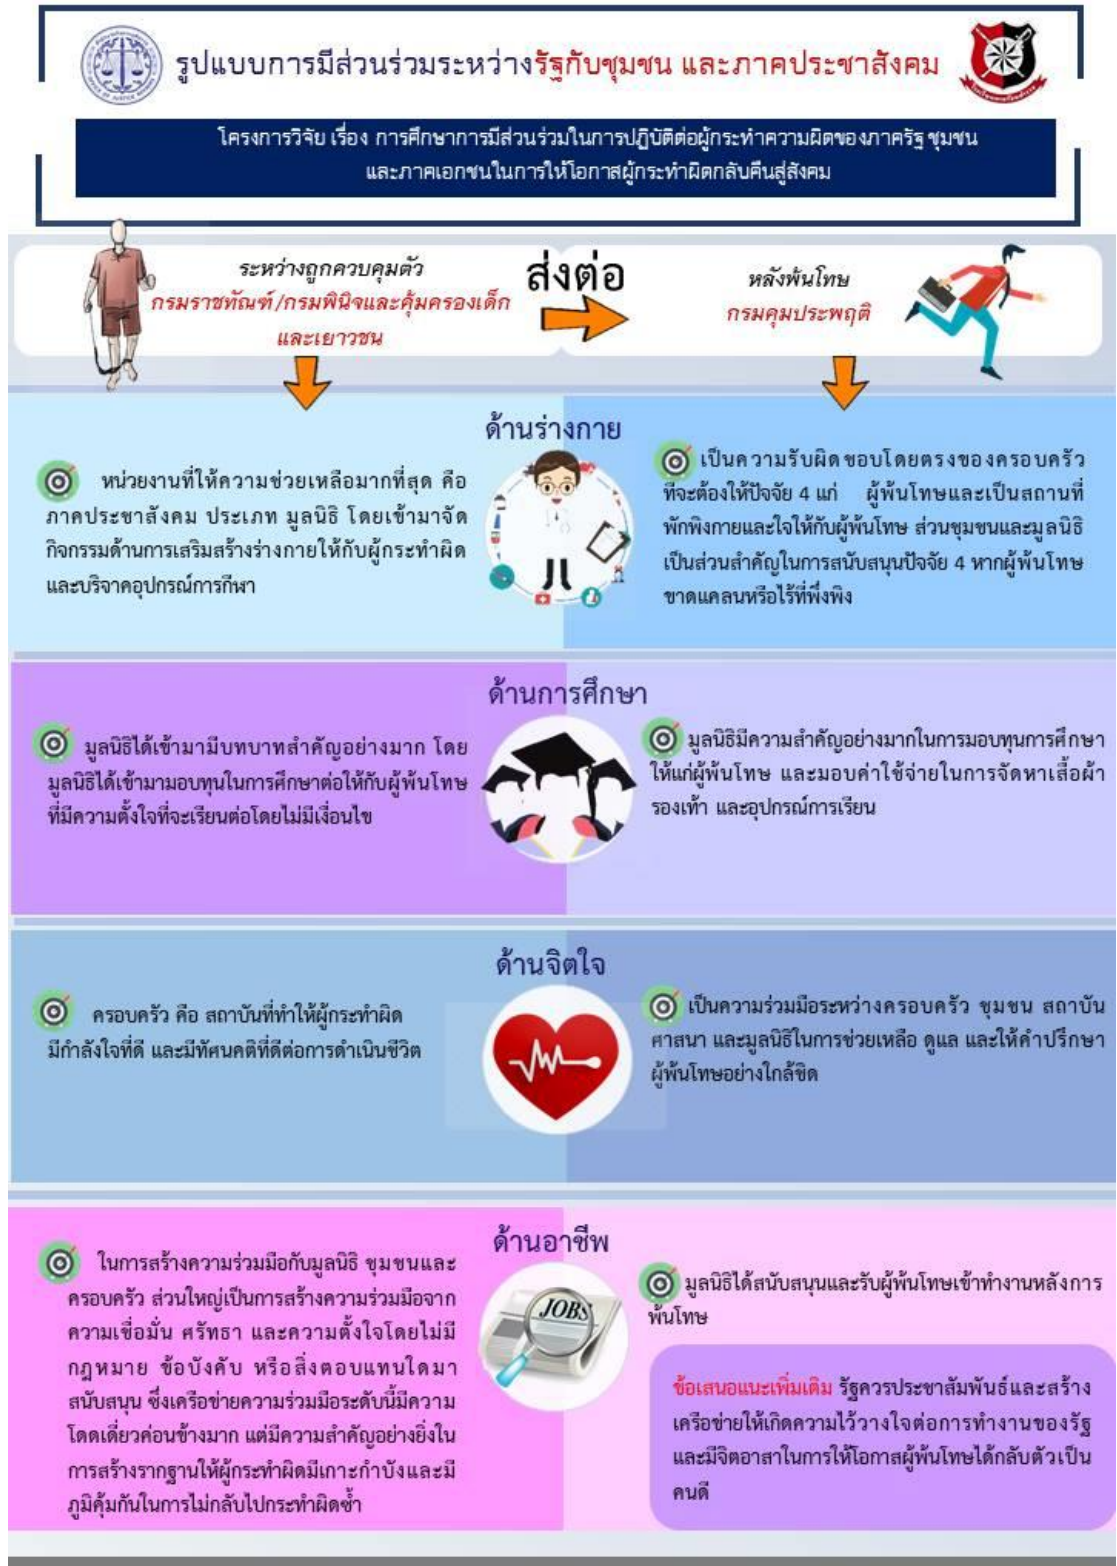 รูปแบบการมีส่วนร่วมระหว่างรัฐกับชุมชน และภาคประชาสังคม
โครงการวิจัย เรื่อง การศึกษาการมีส่วนร่วมในการปฏิบัติต่อผู้กระทำความผิดของภาครัฐ ชุมชน
และภาคเอกชนในการให้โอกาสผู้กระทำผิดกลับคืนสู่สังคม
ระหว่างถูกควบคุมตัว
กรมราชทัณฑ์/กรมพินิจและคุ้มครองเด็ก
และเยาวชน
ส่งต่อ
หลังพ้นโทษ
กรมคุมประพฤติ
ด้านร่างกาย
หน่วยงานที่ให้ความช่วยเหลือมากที่สุด คือ
ภาคประชาสังคม ประเภท มูลนิธิ โดยเข้ามาจัด
กิจกรรมด้านการเสริมสร้างร่างกายให้กับผู้กระทำผิด
และบริจาคอุปกรณ์การกีฬา
เป็นความรับผิดชอบโดยตรงของครอบครัว
ที่จะต้องให้ปัจจัย 4 แก่ ผู้พ้นโทษและเป็นสถานที่
พักพิงกายและใจให้กับผู้พ้นโทษ ส่วนชุมชนและมูลนิธิ
เป็นส่วนสำคัญในการสนับสนุนปัจจัย 4 หากผู้พ้นโทษ
ขาดแคลนหรือไร้ที่พึ่งพิง
ด้านการศึกษา
มูลนิธิได้เข้ามามีบทบาทสำคัญอย่างมาก โดย
มูลนิธิได้เข้ามามอบทุนในการศึกษาต่อให้กับผู้พ้นโทษ
ที่มีความตั้งใจที่จะเรียนต่อโดยไม่มีเงื่อนไข
มูลนิธิมีความสำคัญอย่างมากในการมอบทุนการศึกษา
ให้แก่ผู้พ้นโทษ และมอบค่าใช้จ่ายในการจัดหาเสื้อผ้า
รองเท้า และอุปกรณ์การเรียน
ด้านจิตใจ
ครอบครัว คือ สถาบันที่ทำให้ผู้กระทำผิด
มีกำลังใจที่ดี และมีทัศนคติที่ดีต่อการดำเนินชีวิต
เป็นความร่วมมือระหว่างครอบครัว ชุมชน สถาบัน
ศาสนา และมูลนิธิในการช่วยเหลือ ดูแล และให้คำปรึกษา
ผู้พ้นโทษอย่างใกล้ชิด
ด้านอาชีพ
ในการสร้างความร่วมมือกับมูลนิธิ ชุมชนและ
ครอบครัว ส่วนใหญ่เป็นการสร้างความร่วมมือจาก
ความเชื่อมั่น ศรัทธา และความตั้งใจโดยไม่มี
กฎหมาย ข้อบังคับ หรือสิ่งตอบแทนใดมา
สนับสนุน ซึ่งเครือข่ายความร่วมมือระดับนี้มีความ
โดดเดี่ยวค่อนข้างมาก แต่มีความสำคัญอย่างยิ่งใน
การสร้างรากฐานให้ผู้กระทำผิดมีเกาะกำบังและมี
ภูมิคุ้มกันในการไม่กลับไปกระทำผิดซ้ำ
JOBS
มูลนิธิได้สนับสนุนและรับผู้พ้นโทษเข้าทำงานหลังการ
พ้นโทษ
ข้อเสนอแนะเพิ่มเติม รัฐควรประชาสัมพันธ์และสร้าง
เครือข่ายให้เกิดความไว้วางใจต่อการทำงานของรัฐ
และมีจิตอาสาในการให้โอกาสผู้พ้นโทษได้กลับตัวเป็น
คนดี